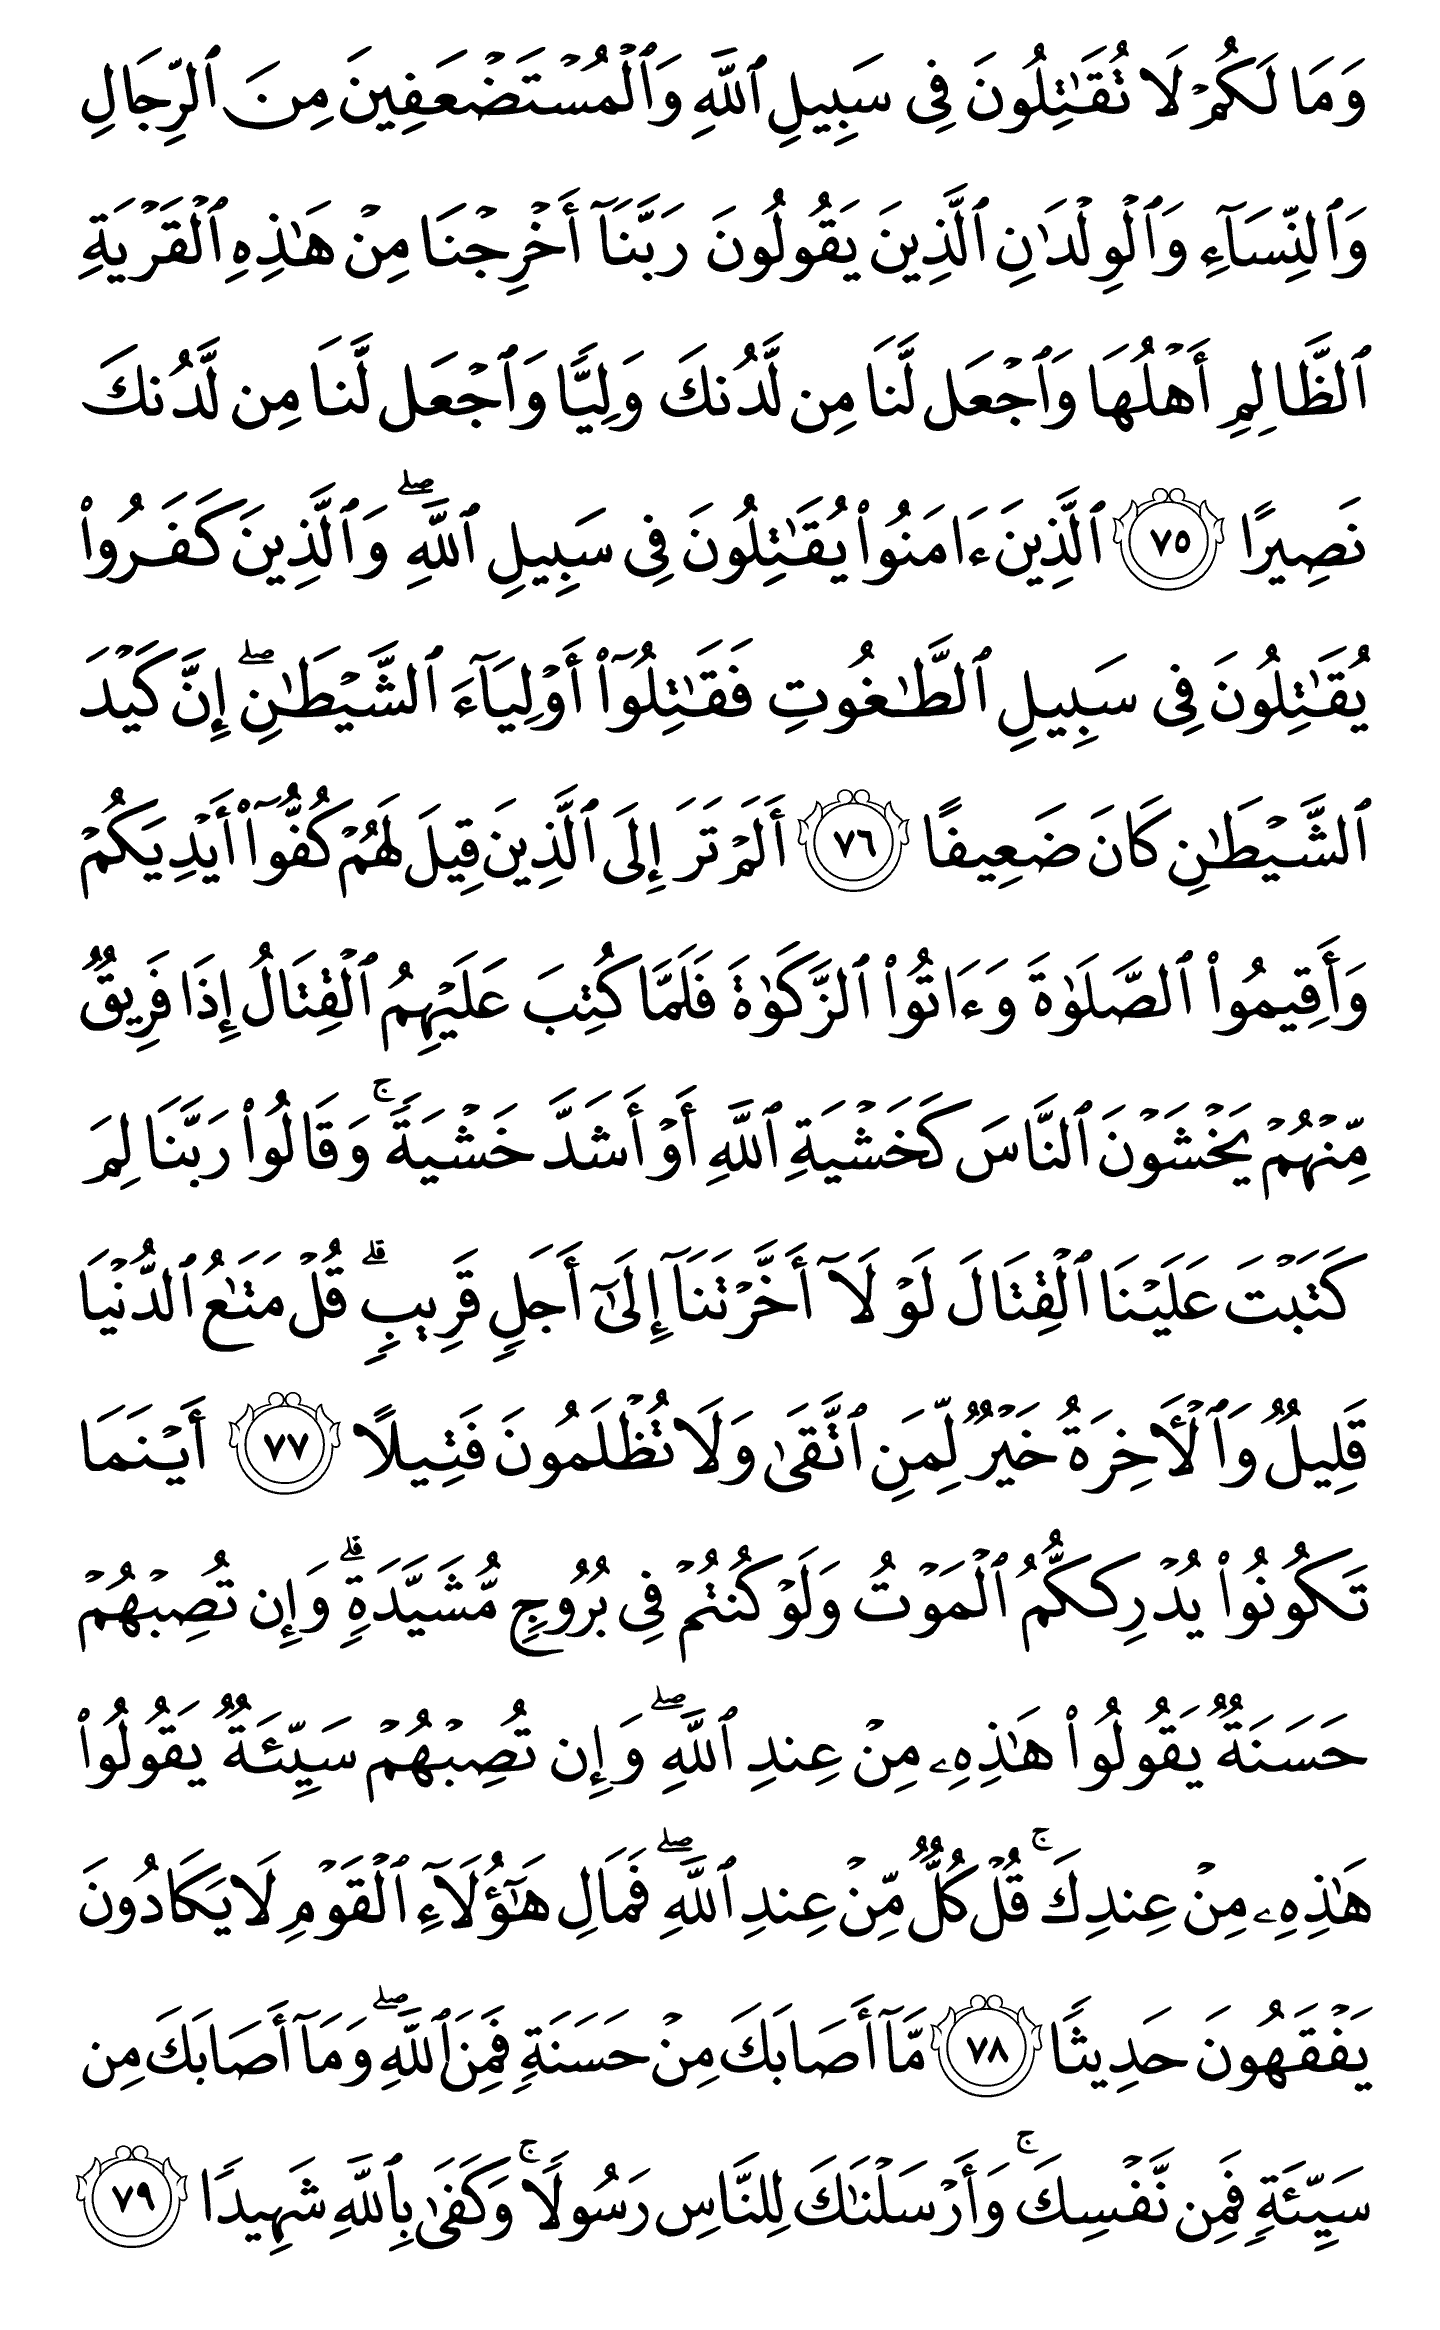 وَمَا لَكُمۡ لَا تُقَٰتِلُونَ فِي سَبِيلِ ٱللَّهِ وَٱلۡمُسۡتَضۡعَفِينَ مِنَ ٱلرِّجَالِ
وَٱلنِّسَآءِ وَٱلۡوِلۡدَٰنِ ٱلَّذِينَ يَقُولُونَ رَبَّنَآ أَخۡرِجۡنَا مِنۡ هَٰذِهِ ٱلۡقَرۡيَةِ
ٱلظَّالِمِ أَهۡلُهَا وَٱجۡعَل لَّنَا مِن لَّدُنكَ وَلِيّٗا وَٱجۡعَل لَّنَا مِن لَّدُنكَ
نَصِيرًا ٧٥ ٱلَّذِينَ ءَامَنُواْ يُقَٰتِلُونَ فِي سَبِيلِ ٱللَّهِۖ وَٱلَّذِينَ كَفَرُواْ
يُقَٰتِلُونَ فِي سَبِيلِ ٱلطَّٰغُوتِ فَقَٰتِلُوٓاْ أَوۡلِيَآءَ ٱلشَّيۡطَٰنِۖ إِنَّ كَيۡدَ
ٱلشَّيۡطَٰنِ كَانَ ضَعِيفًا ٧٦ أَلَمۡ تَرَ إِلَى ٱلَّذِينَ قِيلَ لَهُمۡ كُفُّوٓاْ أَيۡدِيَكُمۡ
وَأَقِيمُواْ ٱلصَّلَوٰةَ وَءَاتُواْ ٱلزَّكَوٰةَ فَلَمَّا كُتِبَ عَلَيۡهِمُ ٱلۡقِتَالُ إِذَا فَرِيقٞ
مِّنۡهُمۡ يَخۡشَوۡنَ ٱلنَّاسَ كَخَشۡيَةِ ٱللَّهِ أَوۡ أَشَدَّ خَشۡيَةٗۚ وَقَالُواْ رَبَّنَا لِمَ
كَتَبۡتَ عَلَيۡنَا ٱلۡقِتَالَ لَوۡلَآ أَخَّرۡتَنَآ إِلَىٰٓ أَجَلٖ قَرِيبٖۗ قُلۡ مَتَٰعُ ٱلدُّنۡيَا
قَلِيلٞ وَٱلۡأٓخِرَةُ خَيۡرٞ لِّمَنِ ٱتَّقَىٰ وَلَا تُظۡلَمُونَ فَتِيلًا ٧٧ أَيۡنَمَا
تَكُونُواْ يُدۡرِككُّمُ ٱلۡمَوۡتُ وَلَوۡ كُنتُمۡ فِي بُرُوجٖ مُّشَيَّدَةٖۗ وَإِن تُصِبۡهُمۡ
حَسَنَةٞ يَقُولُواْ هَٰذِهِۦ مِنۡ عِندِ ٱللَّهِۖ وَإِن تُصِبۡهُمۡ سَيِّئَةٞ يَقُولُواْ
هَٰذِهِۦ مِنۡ عِندِكَۚ قُلۡ كُلّٞ مِّنۡ عِندِ ٱللَّهِۖ فَمَالِ هَٰٓؤُلَآءِ ٱلۡقَوۡمِ لَا يَكَادُونَ
يَفۡقَهُونَ حَدِيثٗا ٧٨ مَّآ أَصَابَكَ مِنۡ حَسَنَةٖ فَمِنَ ٱللَّهِۖ وَمَآ أَصَابَكَ مِن
سَيِّئَةٖ فَمِن نَّفۡسِكَۚ وَأَرۡسَلۡنَٰكَ لِلنَّاسِ رَسُولٗاۚ وَكَفَىٰ بِٱللَّهِ شَهِيدٗا ٧٩